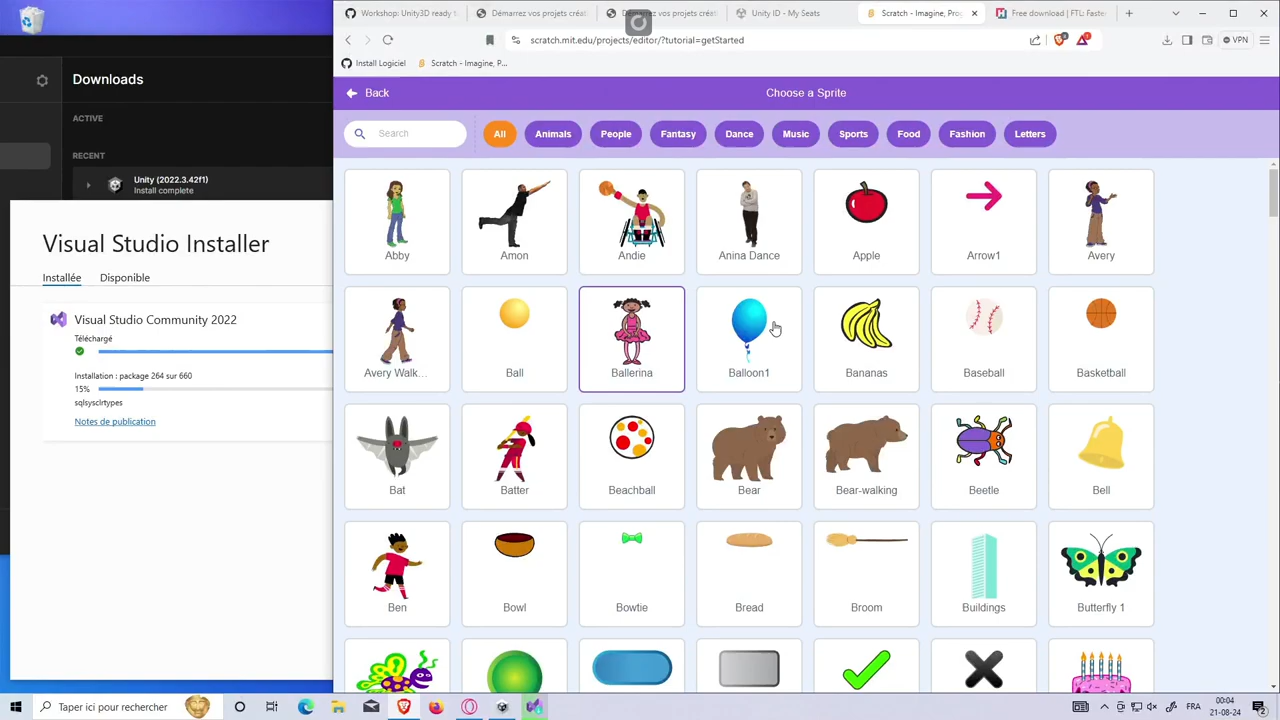 Workshop: Unity3D ready t
Démarrez vos projets créati
Démarrez vos projets créati
Unity ID - My Seats
Scratch - Imagine, Pro
Free download | FTL: Faster
scratch.mit.edu/projects/editor/?tutorial=getStarted
VPN
Install Logiciel
Scratch - Imagine, P...
Back
Choose a Sprite
Search
All
Animals
People
Fantasy
Dance
Music
Sports
Food
Fashion
Letters
Abby
Amon
Andie
Anina Dance
Apple
Arrow1
Avery
Avery Walk...
Ball
Ballerina
Balloon1
Bananas
Baseball
Basketball
Bat
Batter
Beachball
Bear
Bear-walking
Beetle
Bell
Ben
Bowl
Bowtie
Bread
Broom
Buildings
Butterfly 1
Downloads
ACTIVE
RECENT
Unity (2022.3.42f1)
Install complete
Visual Studio Installer
Installée
Disponible
Visual Studio Community 2022
Téléchargé
Installation : package 264 sur 660
15%
sqlsysclrtypes
Notes de publication
Taper ici pour rechercher
FRA
00:04
21-08-24
2